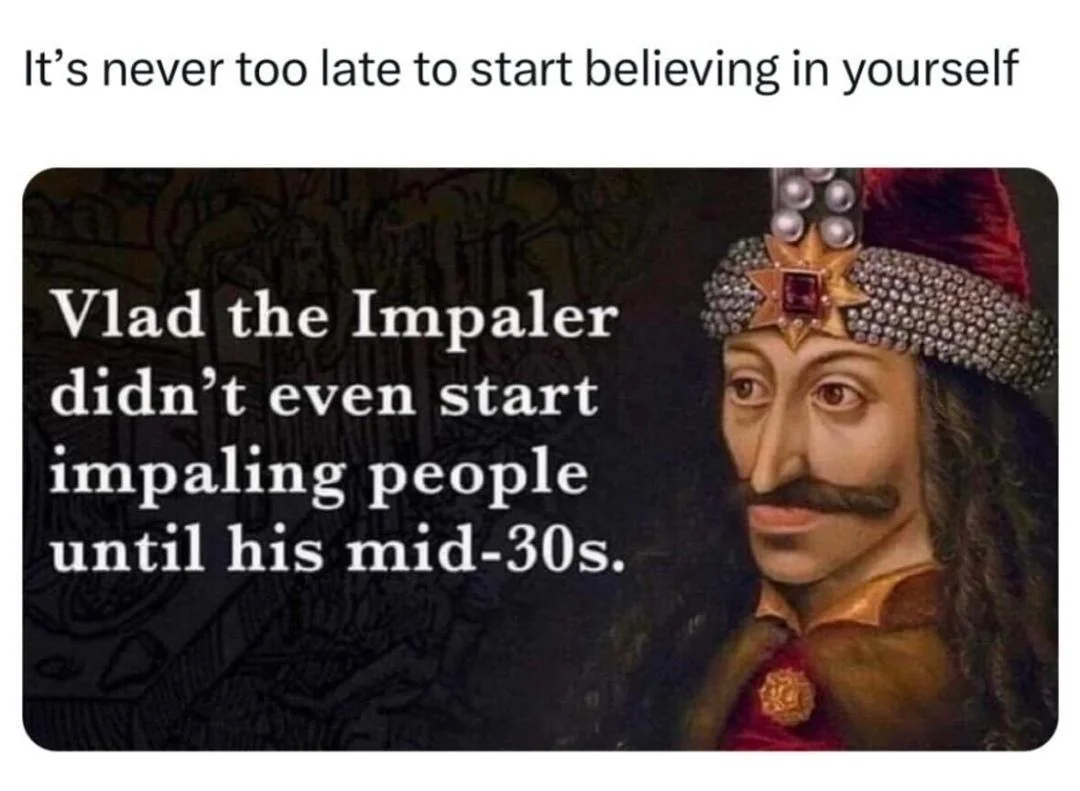 It’s never too late to start believing in yourself
Vlad the Impaler
didn’t even start
impaling people
until his mid-30s.